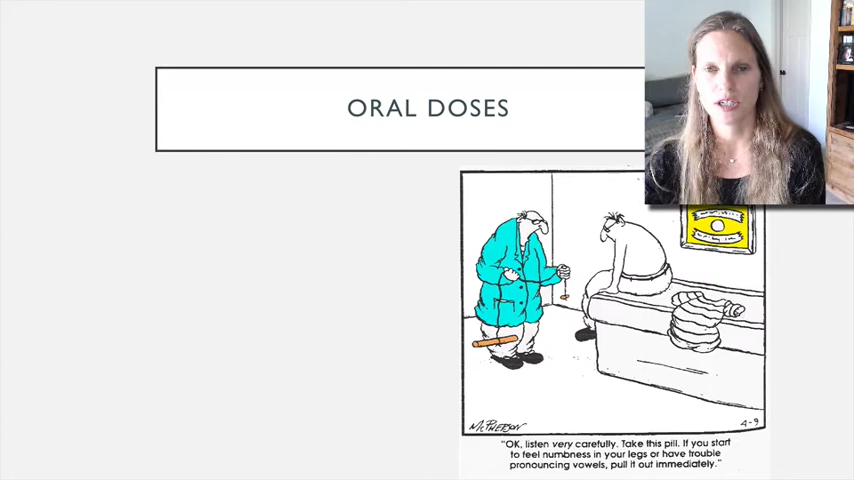 ORAL DOSES
McPHERSON
4-9
"OK, listen very carefully. Take this pill. If you start
to feel numbness in your legs or have trouble
pronouncing vowels, pull it out immediately."